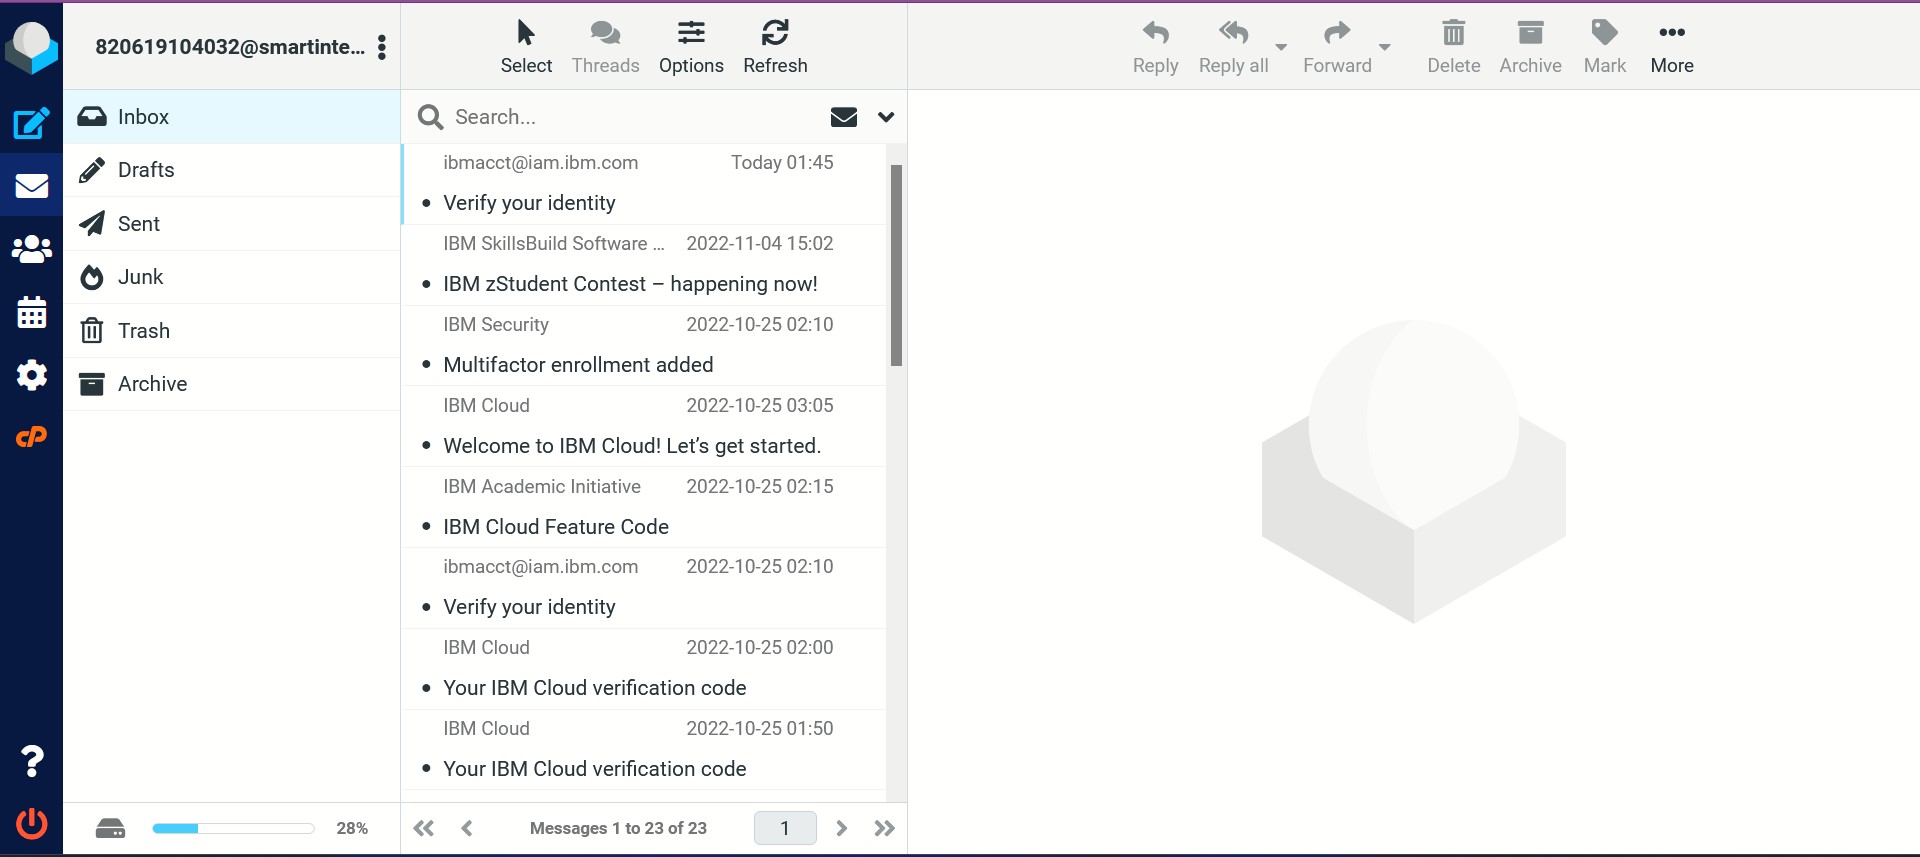 820619104032@smartinte...
Select
Threads
Options
Refresh
Reply
Reply all
Forward
Delete
Archive
Mark
More
Inbox
Drafts
Sent
Junk
Trash
Archive
Search...
ibmacct@iam.ibm.com Today 01:45
• Verify your identity
IBM SkillsBuild Software ... 2022-11-04 15:02
• IBM zStudent Contest – happening now!
IBM Security 2022-10-25 02:10
• Multifactor enrollment added
IBM Cloud 2022-10-25 03:05
• Welcome to IBM Cloud! Let’s get started.
IBM Academic Initiative 2022-10-25 02:15
• IBM Cloud Feature Code
ibmacct@iam.ibm.com 2022-10-25 02:10
• Verify your identity
IBM Cloud 2022-10-25 02:00
• Your IBM Cloud verification code
IBM Cloud 2022-10-25 01:50
• Your IBM Cloud verification code
28%
Messages 1 to 23 of 23
1